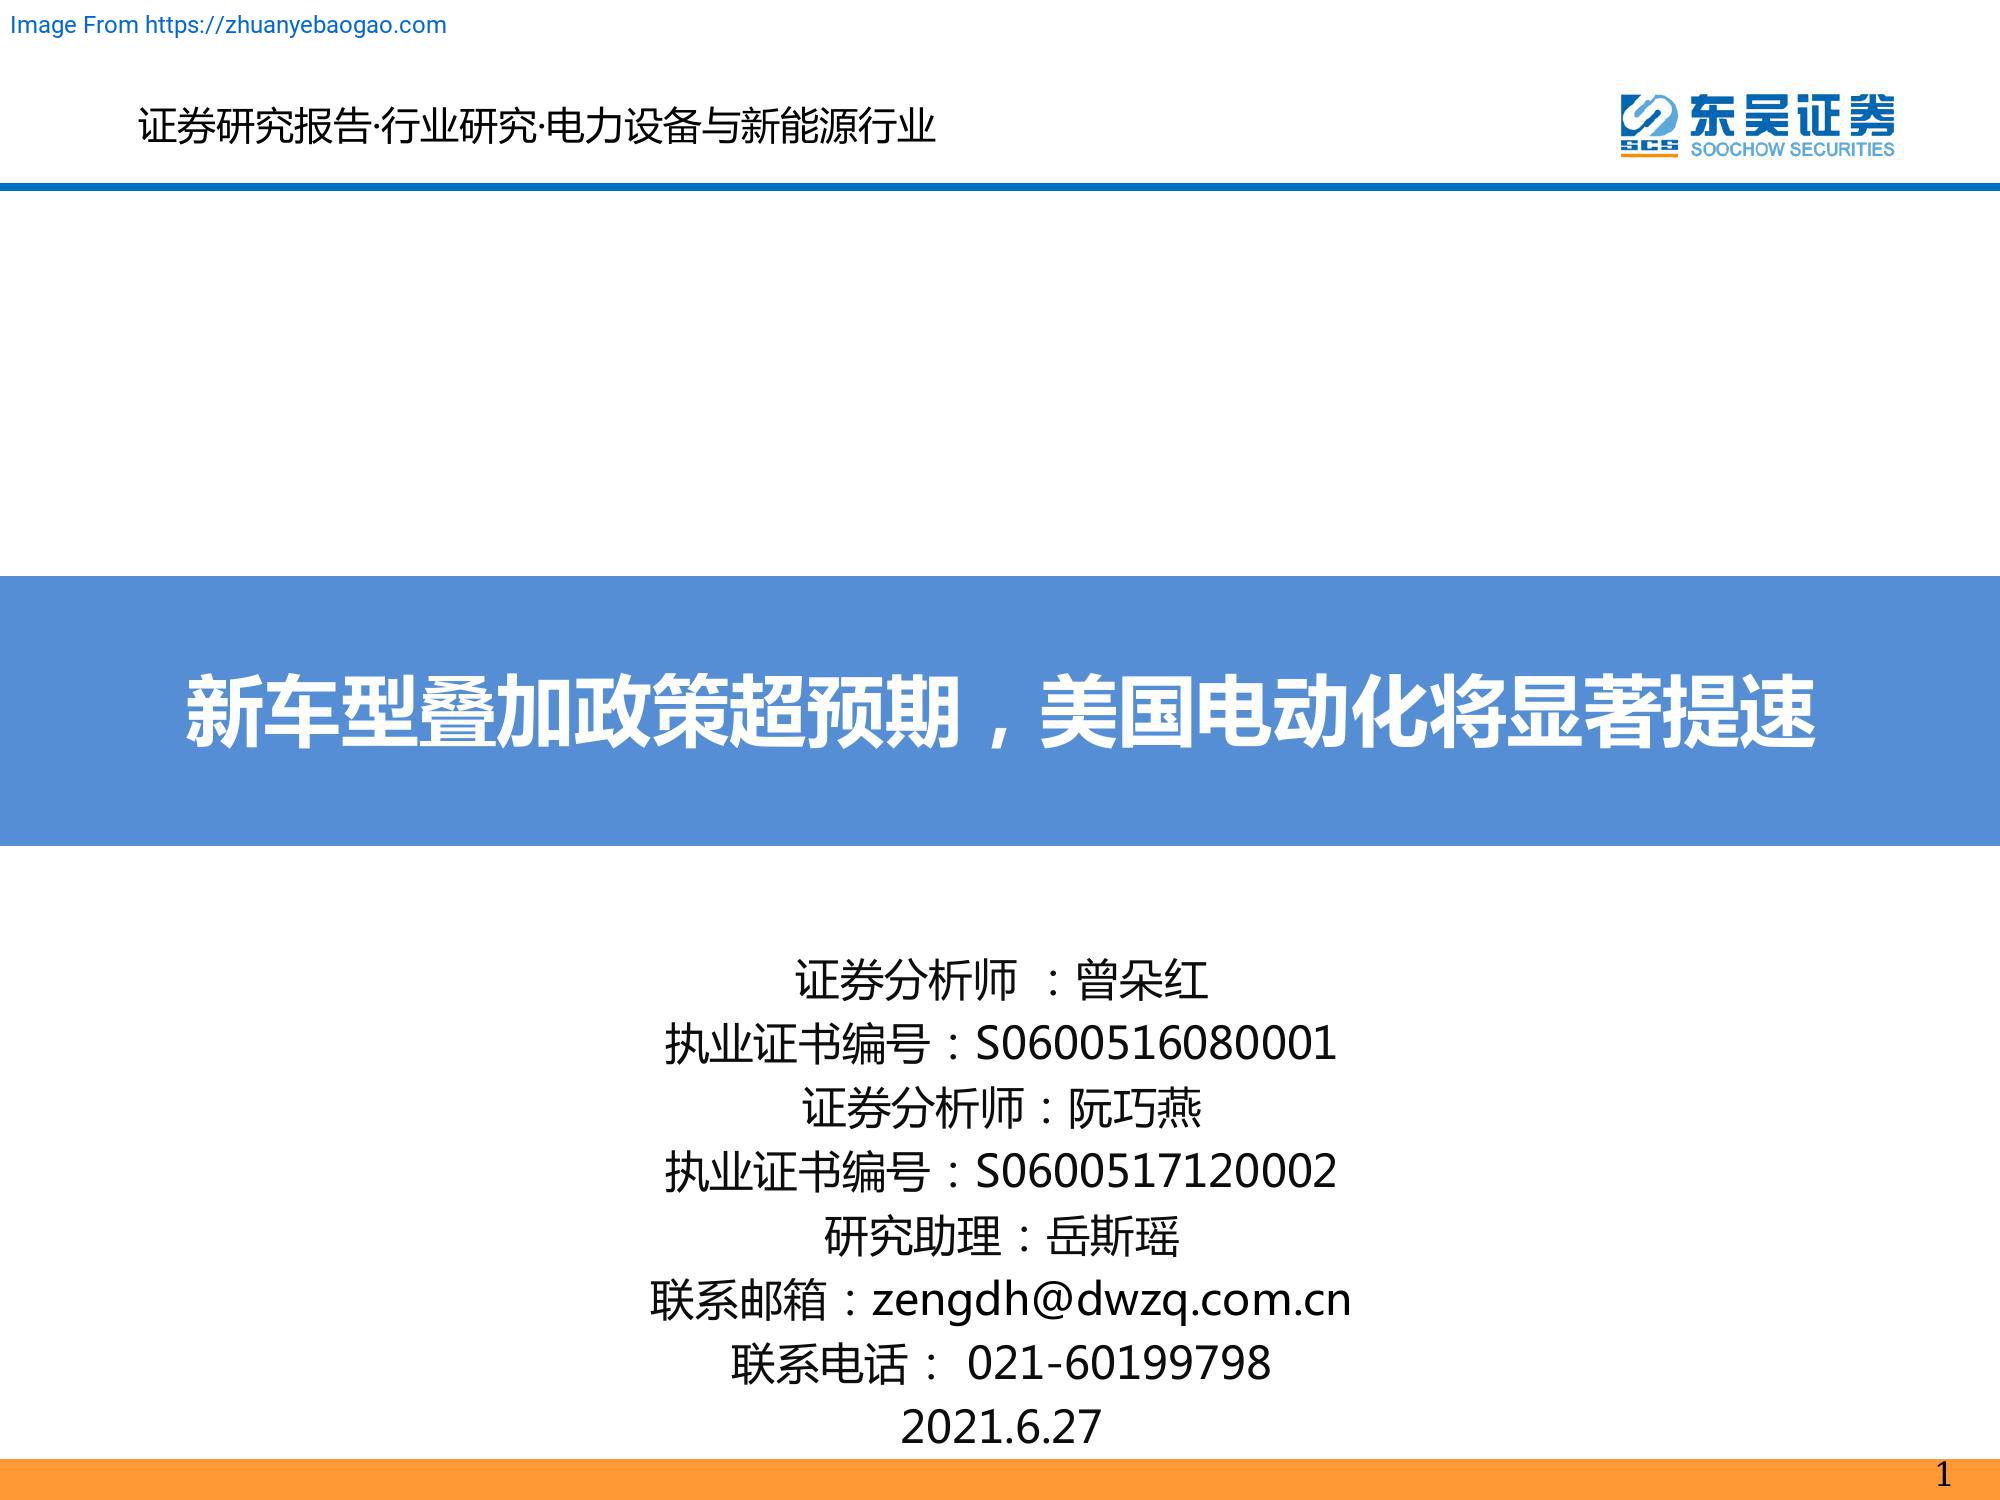 Image From https://zhuanyebaogao.com
证券研究报告·行业研究·电力设备与新能源行业
东吴证券
SCS
SOOCHOW SECURITIES
新车型叠加政策超预期，美国电动化将显著提速
证券分析师 ：曾朵红
执业证书编号：S0600516080001
证券分析师：阮巧燕
执业证书编号：S0600517120002
研究助理：岳斯瑶
联系邮箱：zengdh@dwzq.com.cn
联系电话： 021-60199798
2021.6.27
1